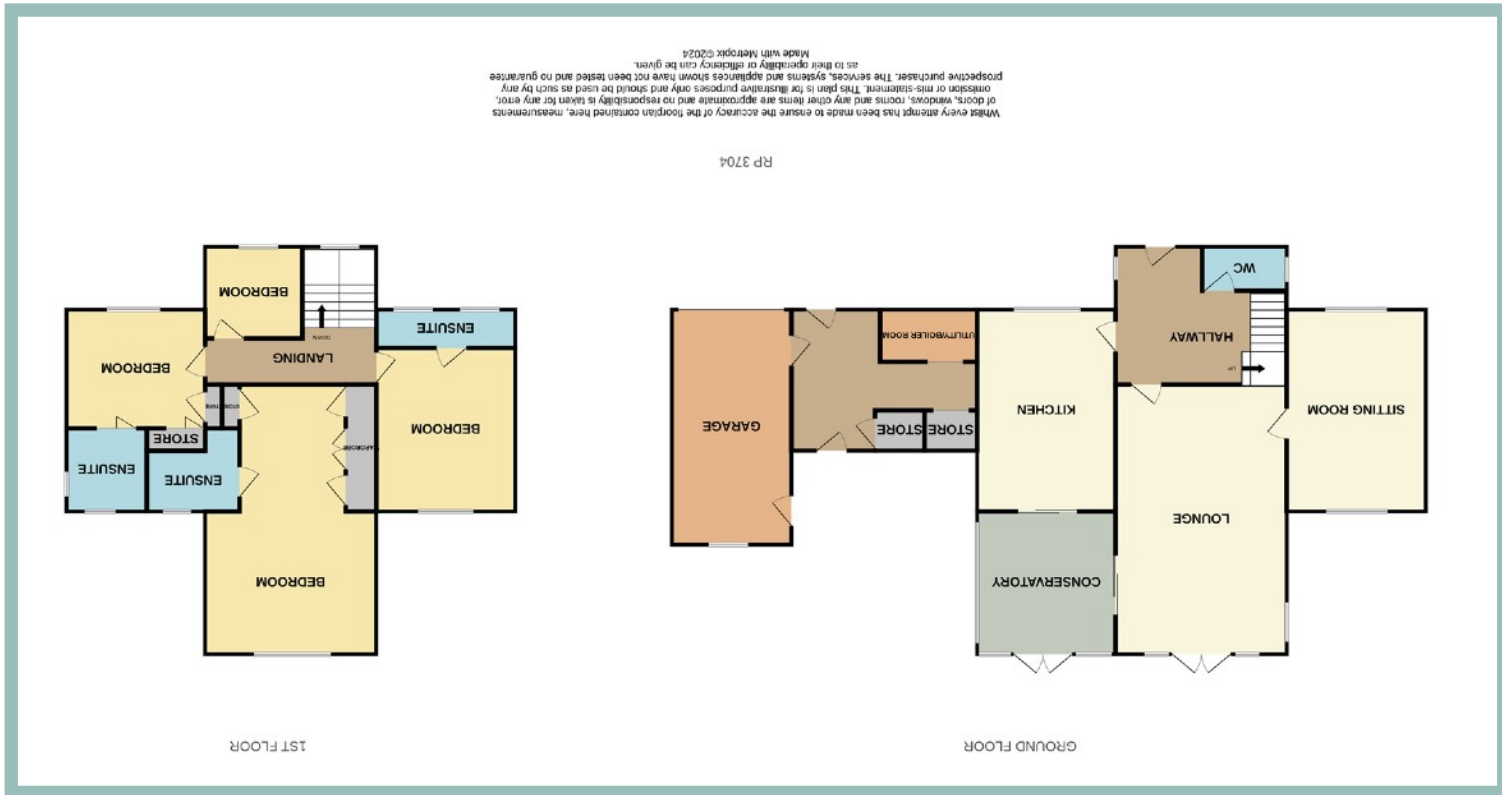 GROUND FLOOR
1ST FLOOR
LOUNGE
CONSERVATORY
SITTING ROOM
KITCHEN
STORE
STORE
GARAGE
UP
HALLWAY
UTILITY/BOILER ROOM
WC
BEDROOM
ENSUITE
ENSUITE
STORE
BEDROOM
STORE
STORE
BEDROOM
LANDING
DOWN
ENSUITE
BEDROOM
RP 3704
Whilst every attempt has been made to ensure the accuracy of the floorplan contained here, measurements
of doors, windows, rooms and any other items are approximate and no responsibility is taken for any error,
omission or mis-statement. This plan is for illustrative purposes only and should be used as such by any
prospective purchaser. The services, systems and appliances shown have not been tested and no guarantee
as to their operability or efficiency can be given.
Made with Metropix ©2024